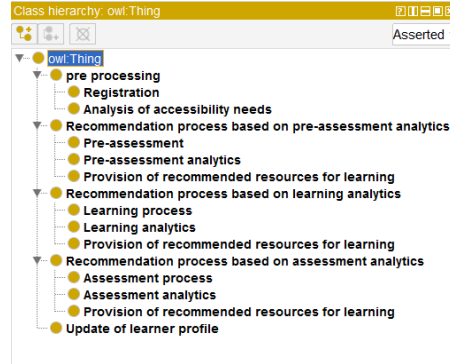 Class hierarchy: owl:Thing
Asserted
owl:Thing
pre processing
Registration
Analysis of accessibility needs
Recommendation process based on pre-assessment analytics
Pre-assessment
Pre-assessment analytics
Provision of recommended resources for learning
Recommendation process based on learning analytics
Learning process
Learning analytics
Provision of recommended resources for learning
Recommendation process based on assessment analytics
Assessment process
Assessment analytics
Provision of recommended resources for learning
Update of learner profile